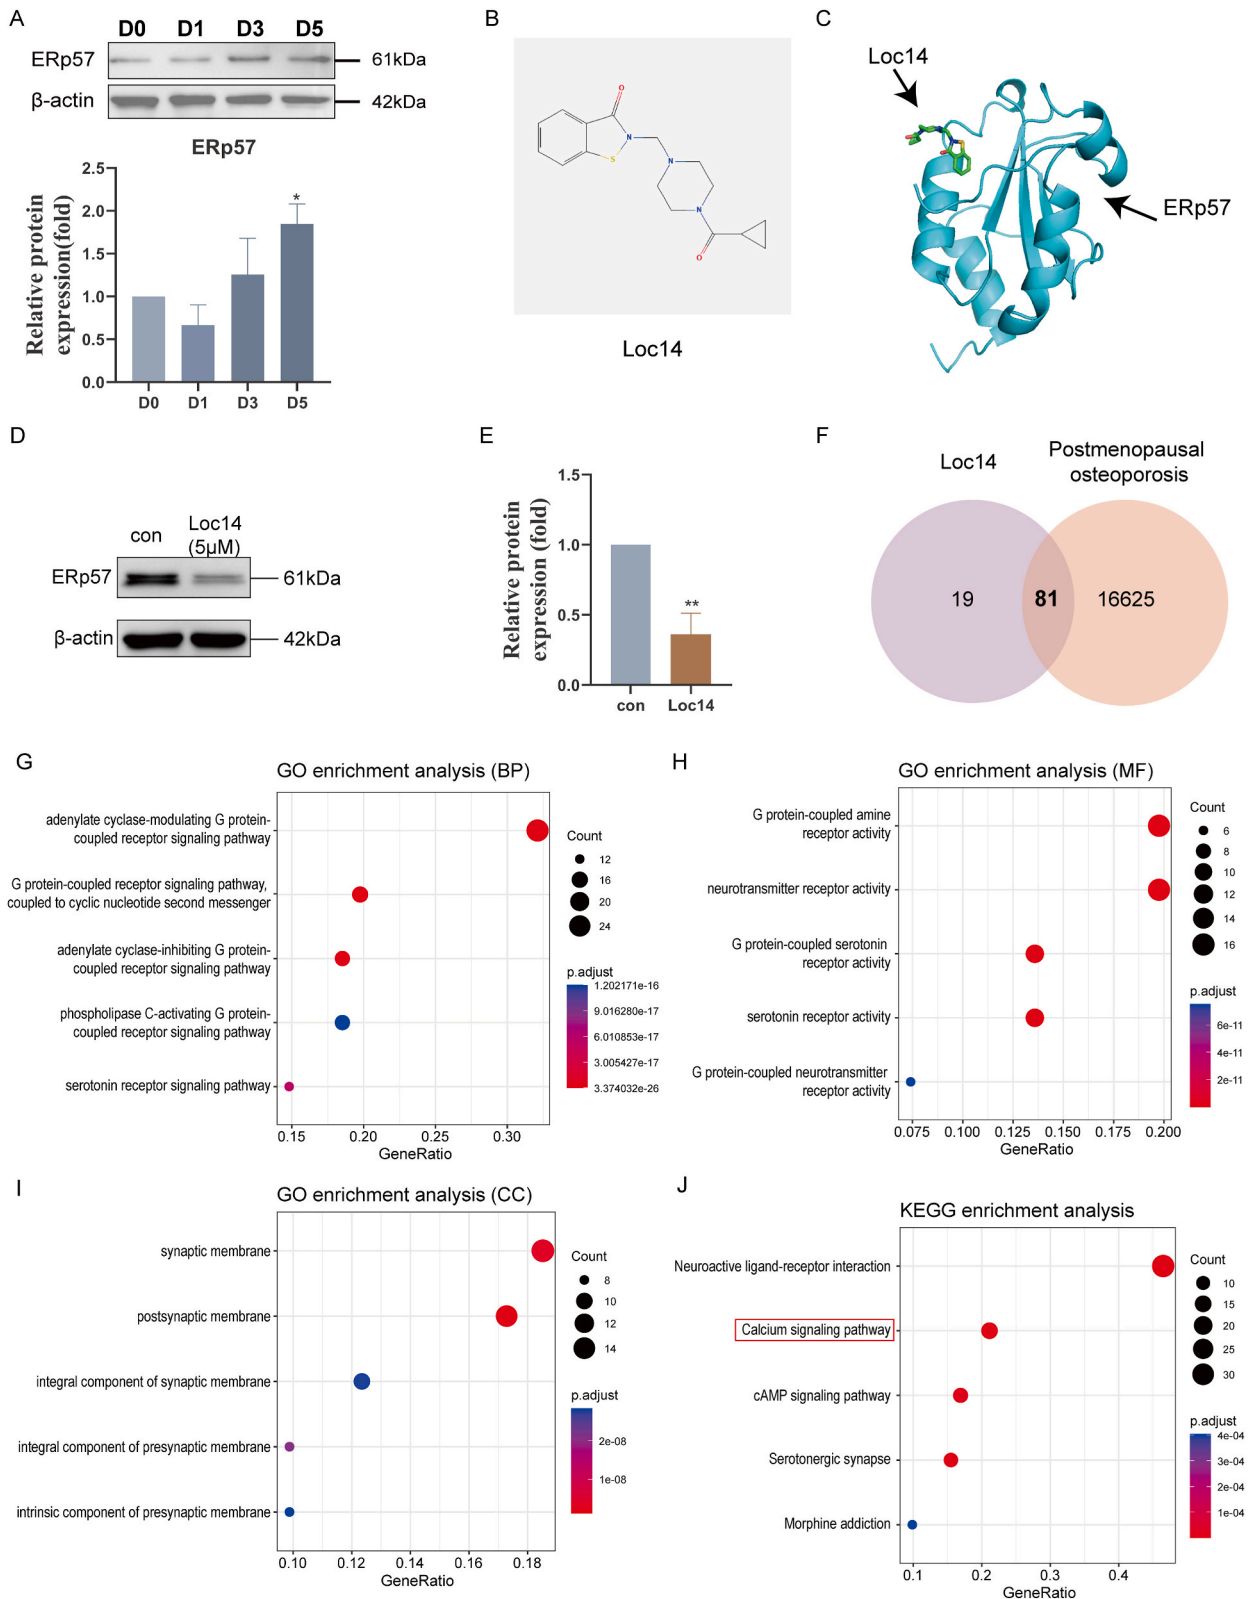 A
D0 D1 D3 D5
ERp57
61kDa
β-actin
42kDa
ERp57
Relative protein
expression(fold)
2.5
2.0
1.5
1.0
0.5
0.0
*
D0 D1 D3 D5
B
O
N
S
N
N
O
Loc14
C
Loc14
ERp57
D
con
Loc14
(5μM)
ERp57
61kDa
β-actin
42kDa
E
Relative protein
expression (fold)
1.5
1.0
0.5
0.0
**
con Loc14
F
Loc14
Postmenopausal
osteoporosis
19 81 16625
G
GO enrichment analysis (BP)
adenylate cyclase-modulating G protein-
coupled receptor signaling pathway
G protein-coupled receptor signaling pathway,
coupled to cyclic nucleotide second messenger
adenylate cyclase-inhibiting G protein-
coupled receptor signaling pathway
phospholipase C-activating G protein-
coupled receptor signaling pathway
serotonin receptor signaling pathway
0.15 0.20 0.25 0.30
GeneRatio
Count
12
16
20
24
p.adjust
1.202171e-16
9.016280e-17
6.010853e-17
3.005427e-17
3.374032e-26
H
GO enrichment analysis (MF)
G protein-coupled amine
receptor activity
neurotransmitter receptor activity
G protein-coupled serotonin
receptor activity
serotonin receptor activity
G protein-coupled neurotransmitter
receptor activity
0.075 0.100 0.125 0.150 0.175 0.200
GeneRatio
Count
6
8
10
12
14
16
p.adjust
6e-11
4e-11
2e-11
I
GO enrichment analysis (CC)
synaptic membrane
postsynaptic membrane
integral component of synaptic membrane
integral component of presynaptic membrane
intrinsic component of presynaptic membrane
0.10 0.12 0.14 0.16 0.18
GeneRatio
Count
8
10
12
14
p.adjust
2e-08
1e-08
J
KEGG enrichment analysis
Neuroactive ligand-receptor interaction
Calcium signaling pathway
cAMP signaling pathway
Serotonergic synapse
Morphine addiction
0.1 0.2 0.3 0.4
GeneRatio
Count
10
15
20
25
30
p.adjust
4e-04
3e-04
2e-04
1e-04